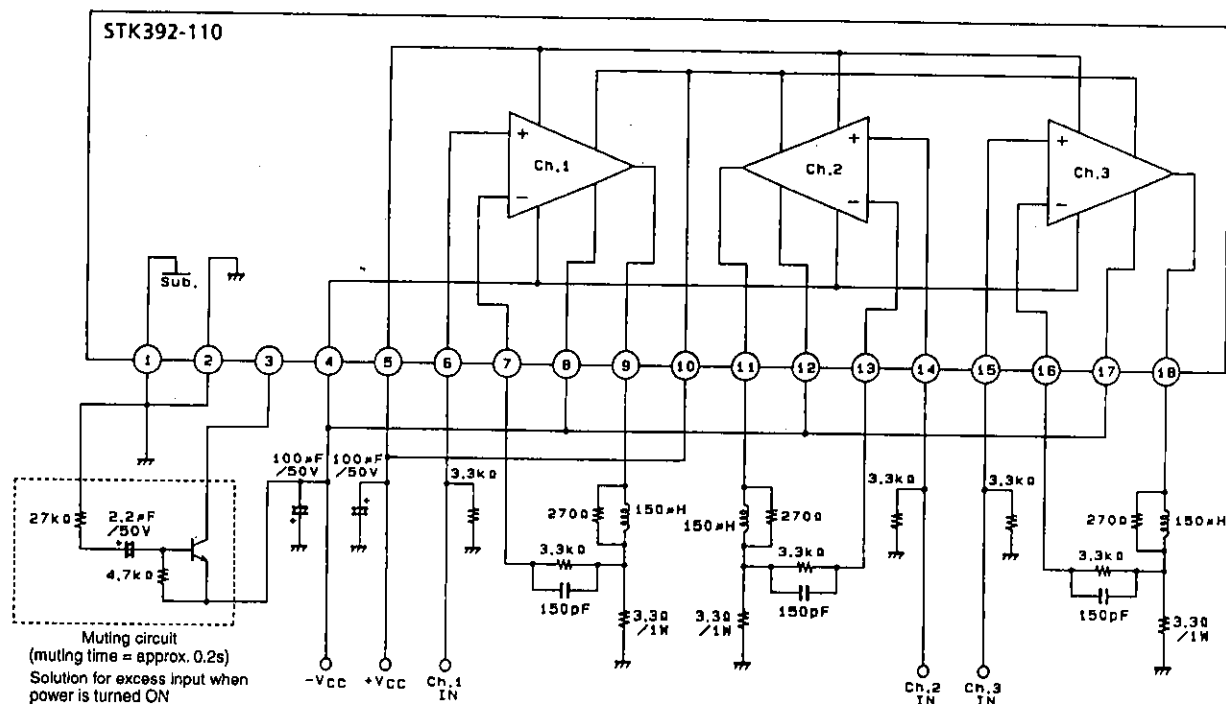 STK392-110
Ch.1
+
−
Ch.2
+
−
Ch.3
+
−
Sub.
1 2 3 4 5 6 7 8 9 10 11 12 13 14 15 16 17 18
100µF
/50V
100µF
/50V
3.3kΩ
3.3kΩ
3.3kΩ
27kΩ
2.2µF
/50V
+
4.7kΩ
+
+
270Ω
150µH
150µH
270Ω
270Ω
150µH
3.3kΩ
150pF
3.3kΩ
150pF
3.3kΩ
150pF
3.3Ω
/1W
3.3Ω
/1W
3.3Ω
/1W
Muting circuit
(muting time = approx. 0.2s)
Solution for excess input when
power is turned ON
−VCC
+VCC
Ch.1
IN
Ch.2
IN
Ch.3
IN